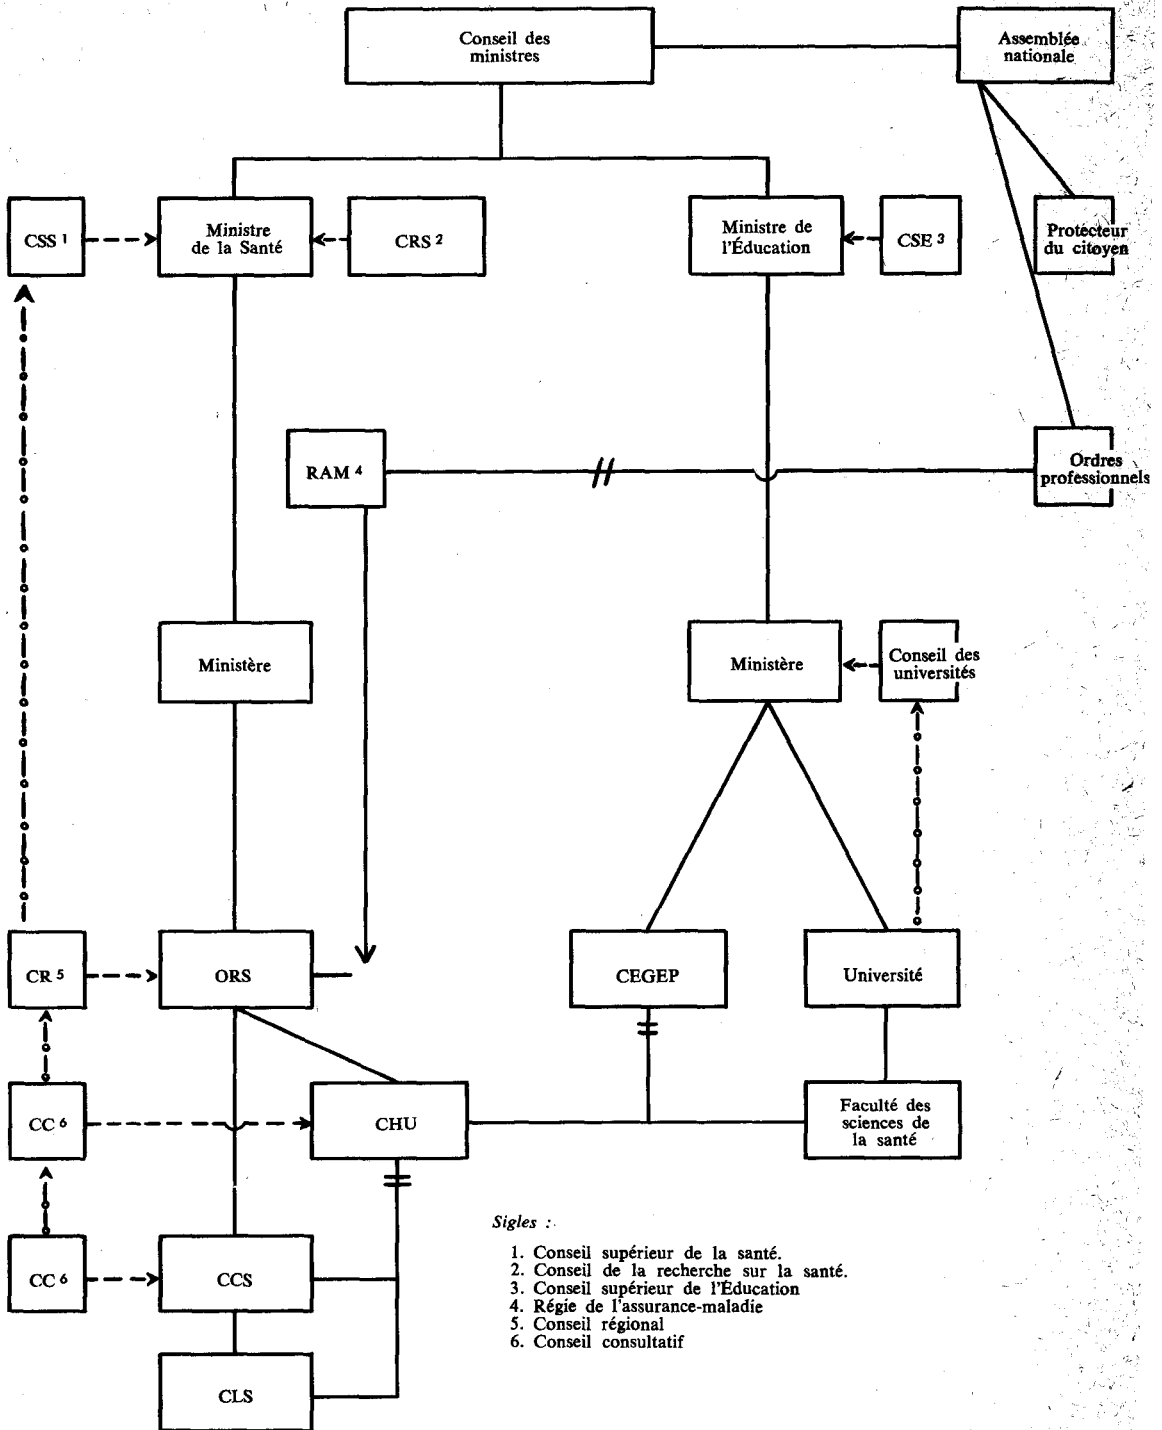 Conseil des
ministres
Assemblée
nationale
CSS 1
Ministre
de la Santé
CRS 2
Ministre de
l'Éducation
CSE 3
Protecteur
du citoyen
RAM 4
Ordres
professionnels
Ministère
Ministère
Conseil des
universités
CR 5
ORS
CEGEP
Université
CC 6
CHU
Faculté des
sciences de
la santé
CC 6
CCS
CLS
Sigles :
1. Conseil supérieur de la santé.
2. Conseil de la recherche sur la santé.
3. Conseil supérieur de l'Éducation
4. Régie de l'assurance-maladie
5. Conseil régional
6. Conseil consultatif